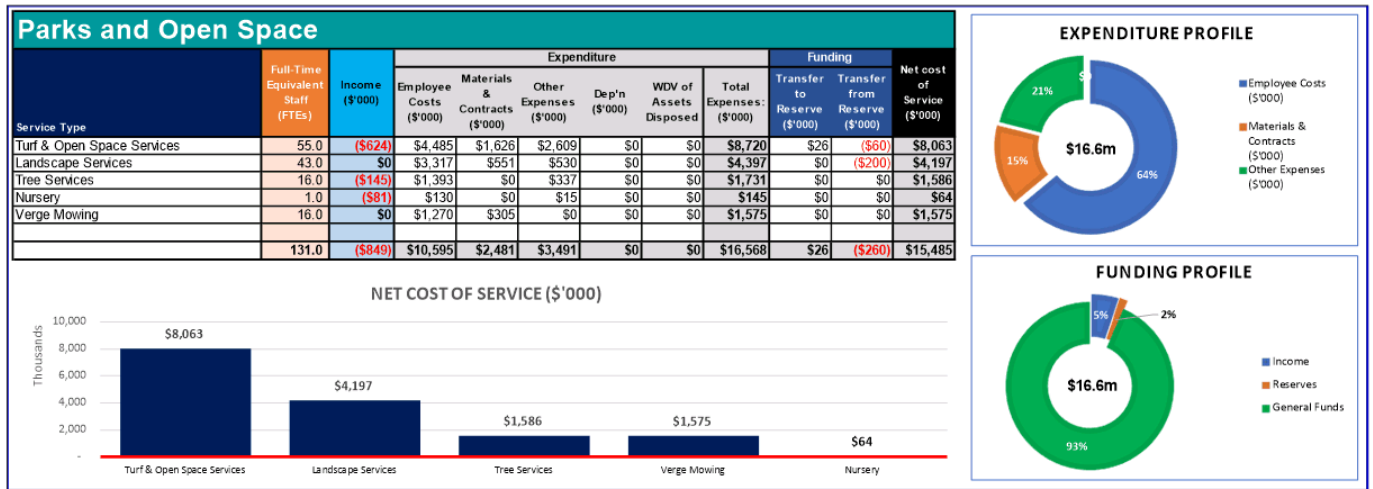 Parks and Open Space
Service Type
Full-Time Equivalent Staff (FTEs)
Income ($'000)
Expenditure
Employee Costs ($'000)
Materials & Contracts ($'000)
Other Expenses ($'000)
Dep'n ($'000)
WDV of Assets Disposed
Total Expenses: ($'000)
Funding
Transfer to Reserve ($'000)
Transfer from Reserve ($'000)
Net cost of Service ($'000)
Turf & Open Space Services 55.0 ($624) $4,485 $1,626 $2,609 $0 $0 $8,720 $26 ($60) $8,063
Landscape Services 43.0 $0 $3,317 $551 $530 $0 $0 $4,397 $0 ($200) $4,197
Tree Services 16.0 ($145) $1,393 $0 $337 $0 $0 $1,731 $0 $0 $1,586
Nursery 1.0 ($81) $130 $0 $15 $0 $0 $145 $0 $0 $64
Verge Mowing 16.0 $0 $1,270 $305 $0 $0 $0 $1,575 $0 $0 $1,575
131.0 ($849) $10,595 $2,481 $3,491 $0 $0 $16,568 $26 ($260) $15,485
NET COST OF SERVICE ($'000)
Thousands
10,000
8,000
6,000
4,000
2,000
-
$8,063
$4,197
$1,586
$1,575
$64
Turf & Open Space Services
Landscape Services
Tree Services
Verge Mowing
Nursery
EXPENDITURE PROFILE
21%
15%
64%
$16.6m
Employee Costs
($'000)
Materials &
Contracts
($'000)
Other Expenses
($'000)
FUNDING PROFILE
5%
2%
93%
$16.6m
Income
Reserves
General Funds